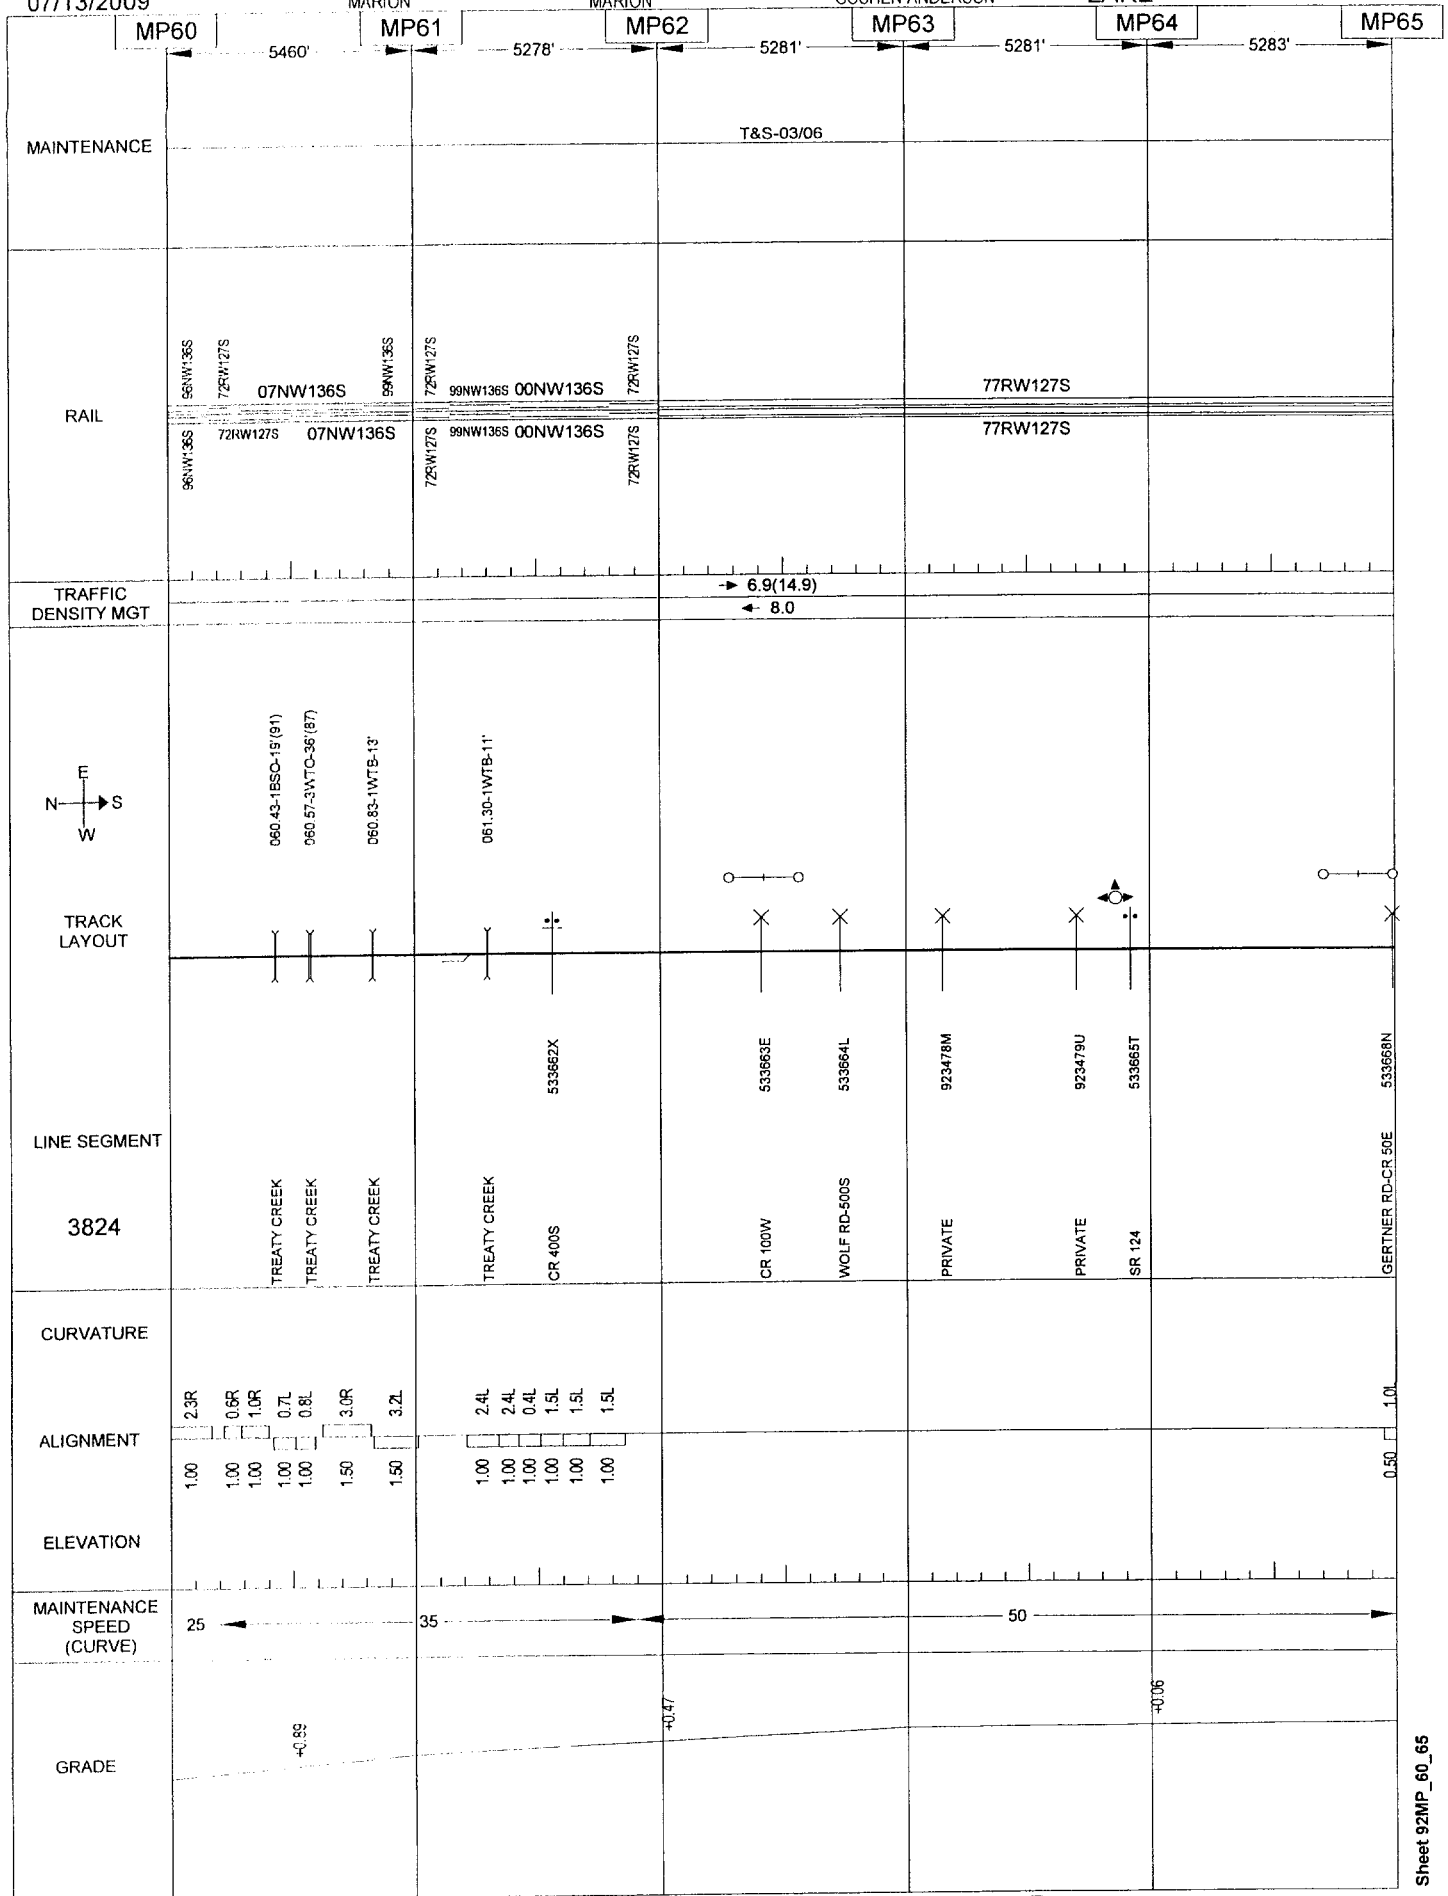 07/13/2009
MARION
MARION
GOSHEN ANDERSON
MP60
MP61
MP62
MP63
MP64
MP65
5460'
5278'
5281'
5281'
5283'
MAINTENANCE
T&S-03/06
RAIL
96NW136S
72RW127S
07NW136S
99NW136S
72RW127S
99NW136S
00NW136S
72RW127S
77RW127S
96NW136S
72RW127S
07NW136S
72RW127S
99NW136S
00NW136S
72RW127S
77RW127S
TRAFFIC
DENSITY MGT
6.9(14.9)
8.0
E
N
S
W
060.43-1BSO-19'(91)
060.57-3WTO-36'(87)
060.83-1WTB-13'
061.30-1WTB-11'
TRACK
LAYOUT
533662X
533663E
533664L
923478M
923479U
533665T
533668N
LINE SEGMENT
3824
TREATY CREEK
TREATY CREEK
TREATY CREEK
TREATY CREEK
CR 400S
CR 100W
WOLF RD-500S
PRIVATE
PRIVATE
SR 124
GERTNER RD-CR 50E
CURVATURE
2.3R
0.6R
1.0R
0.7L
0.8L
3.0R
3.2L
2.4L
2.4L
0.4L
1.5L
1.5L
1.5L
1.0L
ALIGNMENT
1.00
1.00
1.00
1.00
1.00
1.50
1.50
1.00
1.00
1.00
1.00
1.00
1.00
0.50
ELEVATION
MAINTENANCE
SPEED
(CURVE)
25
35
50
GRADE
+0.89
+0.47
+0.06
Sheet 92MP_60_65